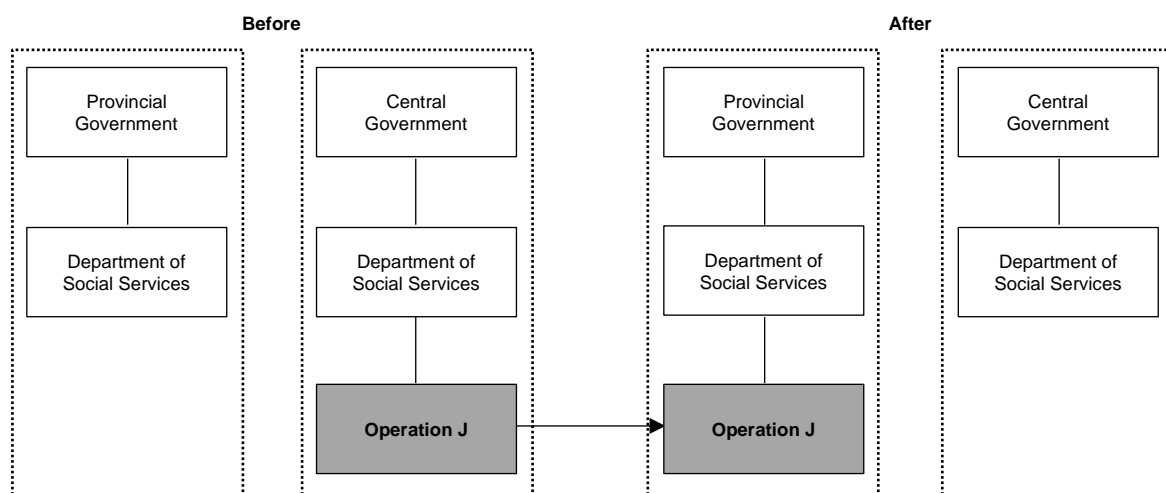 Before
After
Provincial
Government
Central
Government
Provincial
Government
Central
Government
Department of
Social Services
Department of
Social Services
Department of
Social Services
Department of
Social Services
Operation J
Operation J